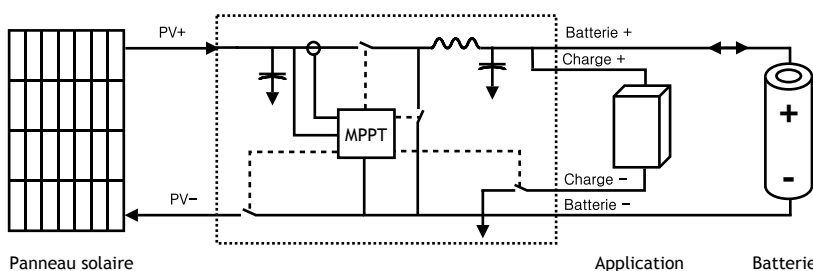 PV+
Batterie +
Charge +
MPPT
+
-
Charge -
PV-
Batterie -
Panneau solaire
Application
Batterie